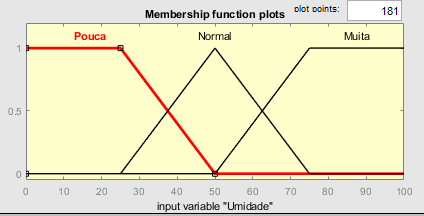 plot points: 181
Membership function plots
Pouca Normal Muita
1
0.5
0
0 10 20 30 40 50 60 70 80 90 100
input variable "Umidade"